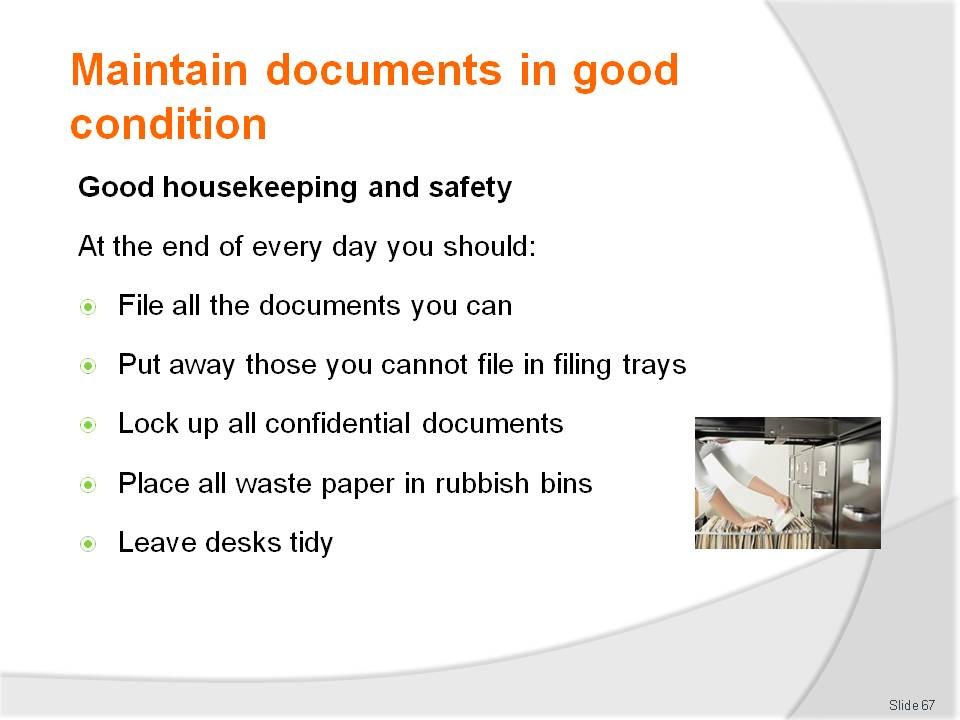 Maintain documents in good
condition
Good housekeeping and safety
At the end of every day you should:
File all the documents you can
Put away those you cannot file in filing trays
Lock up all confidential documents
Place all waste paper in rubbish bins
Leave desks tidy
Slide 67